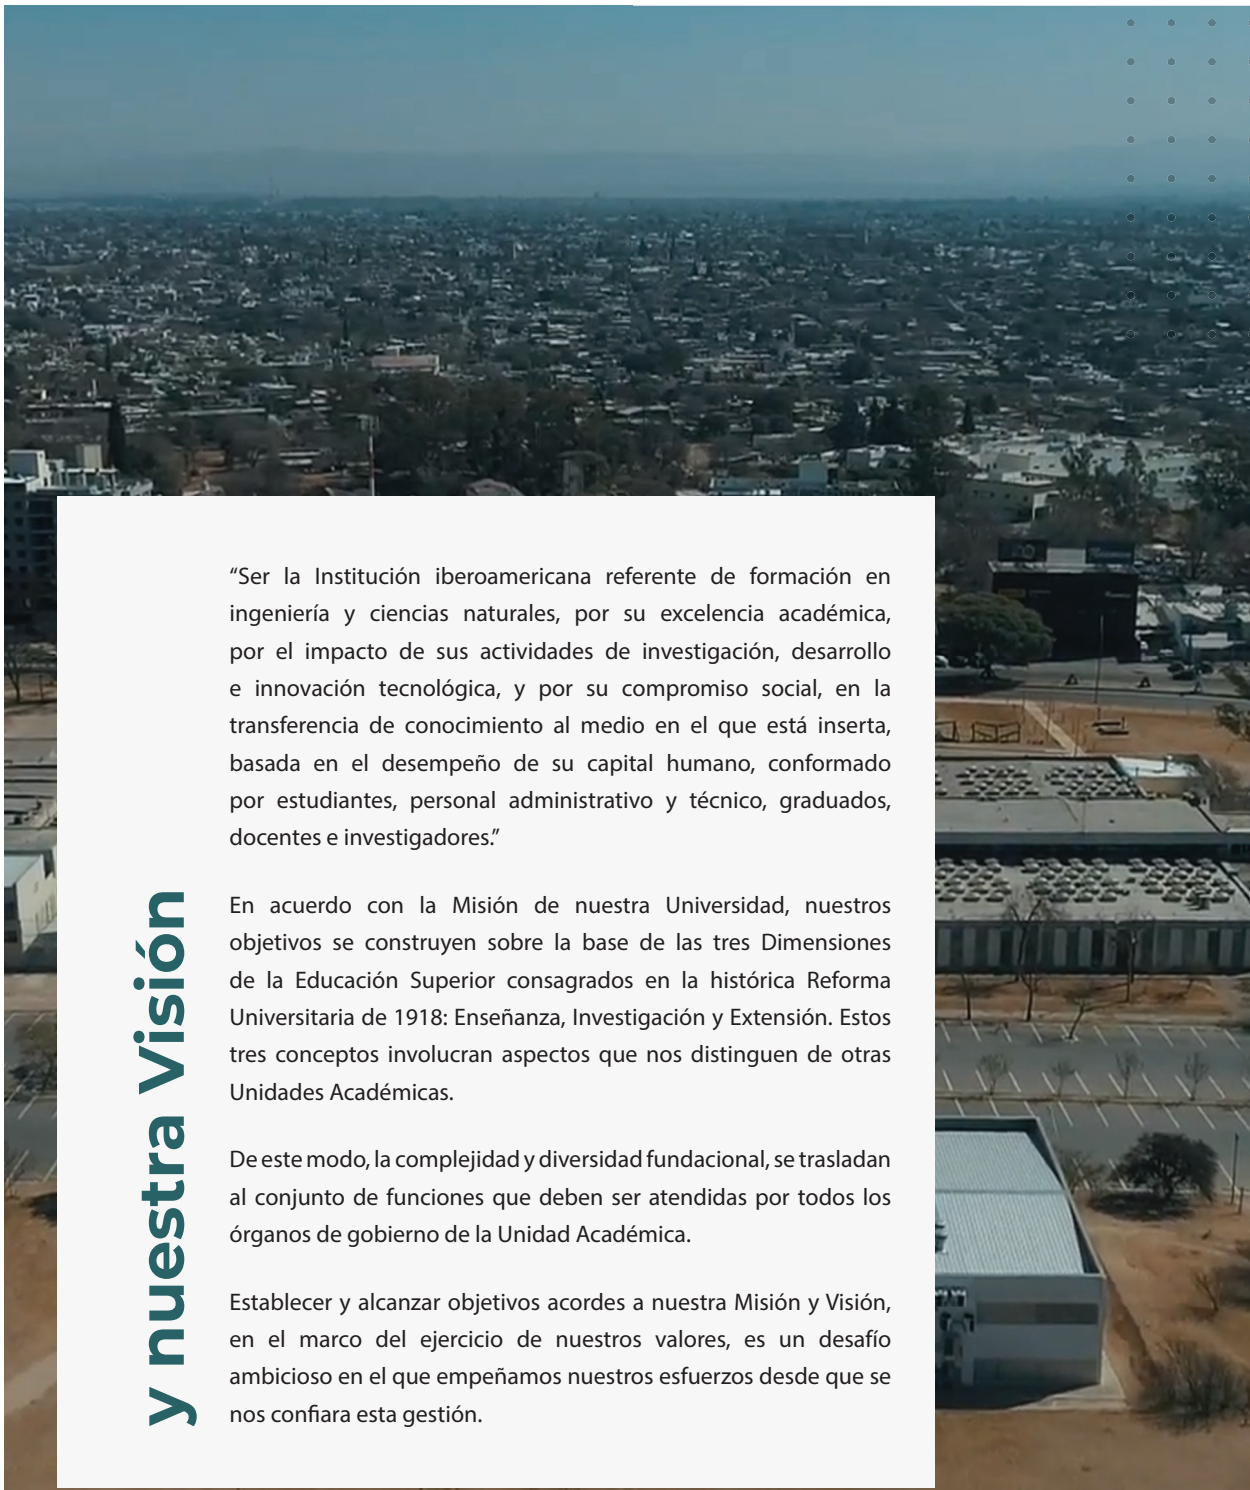 y nuestra Visión
“Ser la Institución iberoamericana referente de formación en
ingeniería y ciencias naturales, por su excelencia académica,
por el impacto de sus actividades de investigación, desarrollo
e innovación tecnológica, y por su compromiso social, en la
transferencia de conocimiento al medio en el que está inserta,
basada en el desempeño de su capital humano, conformado
por estudiantes, personal administrativo y técnico, graduados,
docentes e investigadores.”
En acuerdo con la Misión de nuestra Universidad, nuestros
objetivos se construyen sobre la base de las tres Dimensiones
de la Educación Superior consagrados en la histórica Reforma
Universitaria de 1918: Enseñanza, Investigación y Extensión. Estos
tres conceptos involucran aspectos que nos distinguen de otras
Unidades Académicas.
De este modo, la complejidad y diversidad fundacional, se trasladan
al conjunto de funciones que deben ser atendidas por todos los
órganos de gobierno de la Unidad Académica.
Establecer y alcanzar objetivos acordes a nuestra Misión y Visión,
en el marco del ejercicio de nuestros valores, es un desafío
ambicioso en el que empeñamos nuestros esfuerzos desde que se
nos confiara esta gestión.